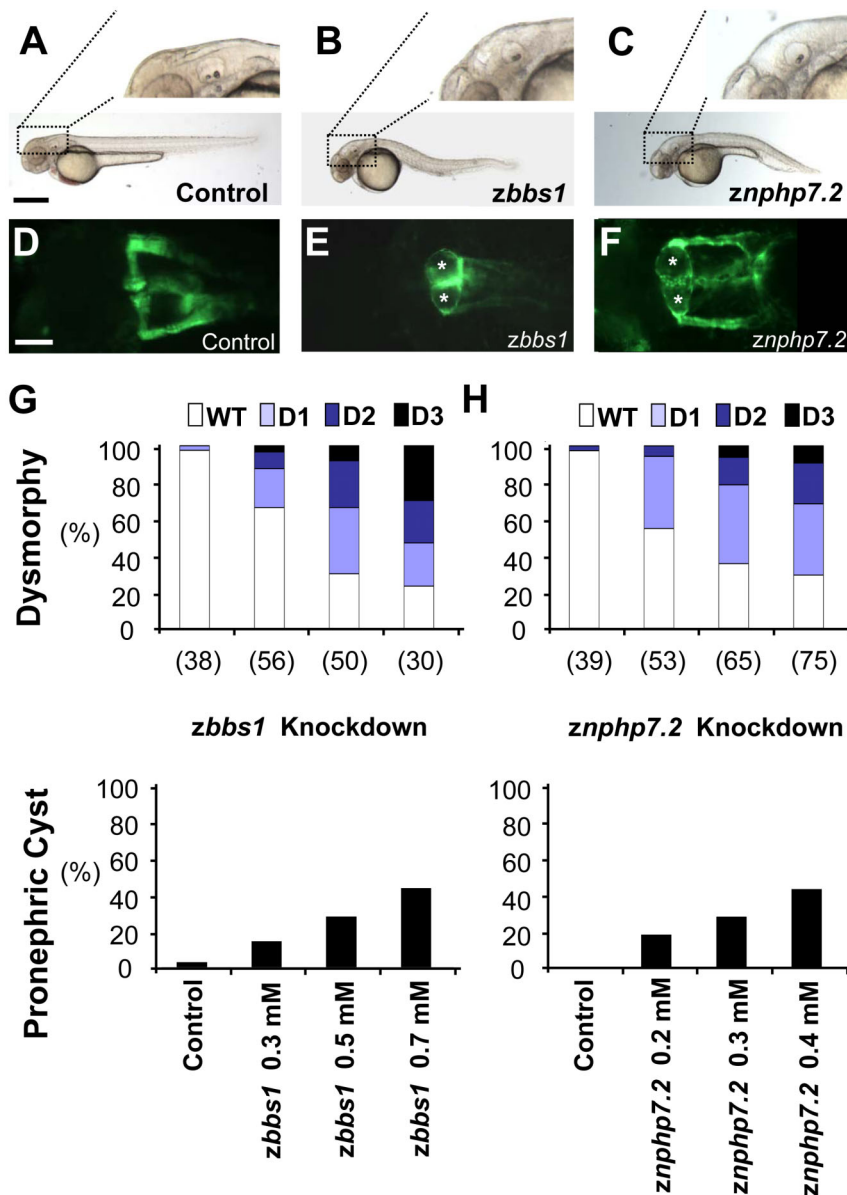 A B C
Control zbbs1 znphp7.2
D E F
* * * *
Control zbbs1 znphp7.2
G H
WT D1 D2 D3 WT D1 D2 D3
Dysmorphy
(%)
100 100
80 80
60 60
40 40
20 20
0 0
(38) (56) (50) (30) (39) (53) (65) (75)
zbbs1 Knockdown znphp7.2 Knockdown
Pronephric Cyst
(%)
100 100
80 80
60 60
40 40
20 20
0 0
Control
zbbs1 0.3 mM
zbbs1 0.5 mM
zbbs1 0.7 mM
Control
znphp7.2 0.2 mM
znphp7.2 0.3 mM
znphp7.2 0.4 mM